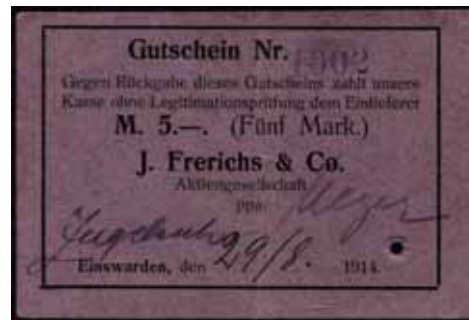 Gutschein Nr. 1902
Gegen Rückgabe dieses Gutscheins zahlt unsere
Kasse ohne Legitimationsprüfung dem Einlieferer
M. 5.—. (Fünf Mark.)
J. Frerichs & Co.
Aktiengesellschaft
ppa.
Einswarden, den 29/8. 1914.